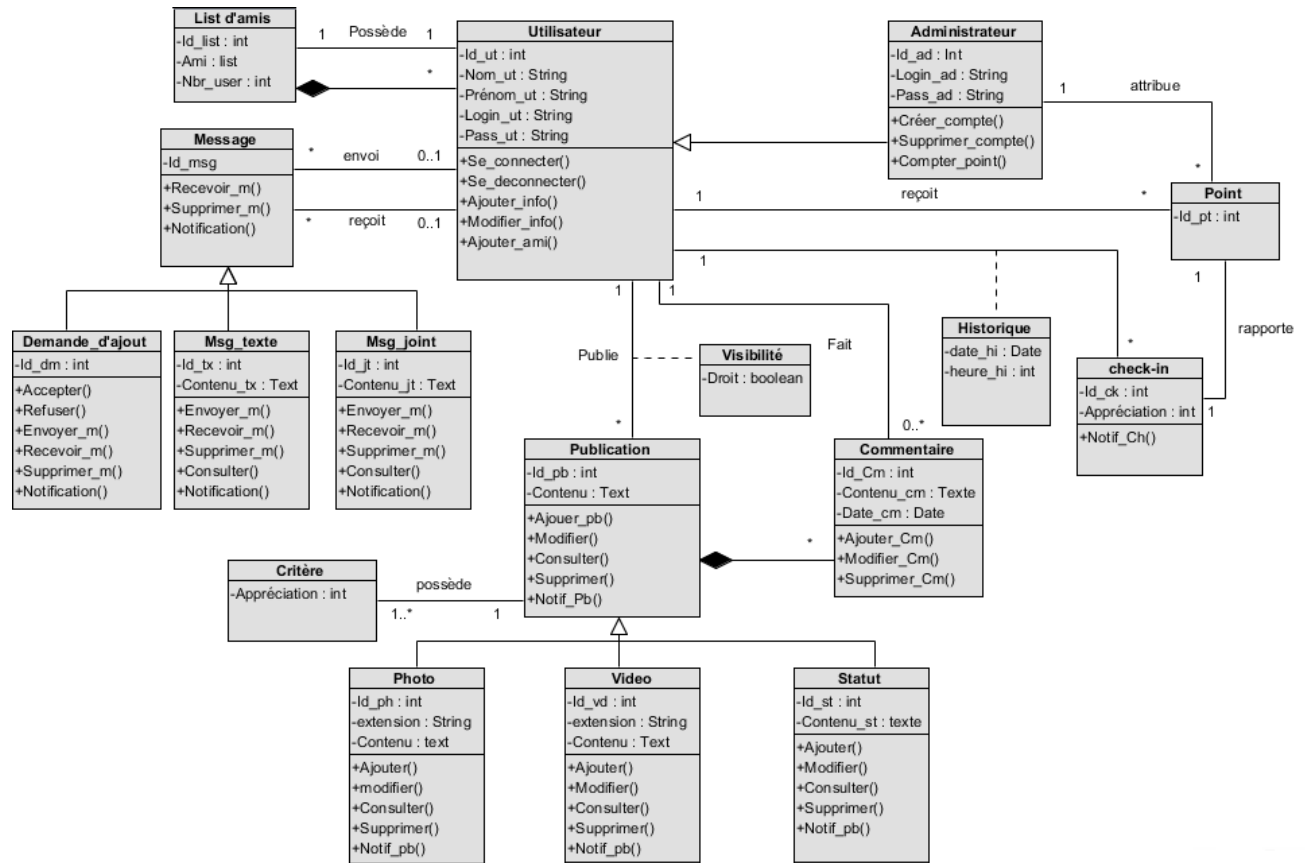 List d'amis
-Id_list : int
-Ami : list
-Nbr_user : int
1
Possède
1
*
Utilisateur
-Id_ut : int
-Nom_ut : String
-Prénom_ut : String
-Login_ut : String
-Pass_ut : String
+Se_connecter()
+Se_deconnecter()
+Ajouter_info()
+Modifier_info()
+Ajouter_ami()
Administrateur
-Id_ad : Int
-Login_ad : String
-Pass_ad : String
+Créer_compte()
+Supprimer_compte()
+Compter_point()
1
attribue
*
Message
-Id_msg
+Recevoir_m()
+Supprimer_m()
+Notification()
*
envoi
0..1
*
reçoit
0..1
1
reçoit
*
Point
-Id_pt : int
1
rapporte
1
1
*
Historique
-date_hi : Date
-heure_hi : int
check-in
-Id_ck : int
-Appréciation : int
+Notif_Ch()
Demande_d'ajout
-Id_dm : int
+Accepter()
+Refuser()
+Envoyer_m()
+Recevoir_m()
+Supprimer_m()
+Notification()
Msg_texte
-Id_tx : int
-Contenu_tx : Text
+Envoyer_m()
+Recevoir_m()
+Supprimer_m()
+Consulter()
+Notification()
Msg_joint
-Id_jt : int
-Contenu_jt : Text
+Envoyer_m()
+Recevoir_m()
+Supprimer_m()
+Consulter()
+Notification()
1
Publie
*
Visibilité
-Droit : boolean
1
Fait
0..*
Publication
-Id_pb : int
-Contenu : Text
+Ajouer_pb()
+Modifier()
+Consulter()
+Supprimer()
+Notif_Pb()
*
Commentaire
-Id_Cm : int
-Contenu_cm : Texte
-Date_cm : Date
+Ajouter_Cm()
+Modifier_Cm()
+Supprimer_Cm()
Critère
-Appréciation : int
possède
1..*
1
Photo
-Id_ph : int
-extension : String
-Contenu : text
+Ajouter()
+modifier()
+Consulter()
+Supprimer()
+Notif_pb()
Video
-Id_vd : int
-extension : String
-Contenu : Text
+Ajouter()
+Modifier()
+Consulter()
+Supprimer()
+Notif_pb()
Statut
-Id_st : int
-Contenu_st : texte
+Ajouter()
+Modifier()
+Consulter()
+Supprimer()
+Notif_pb()